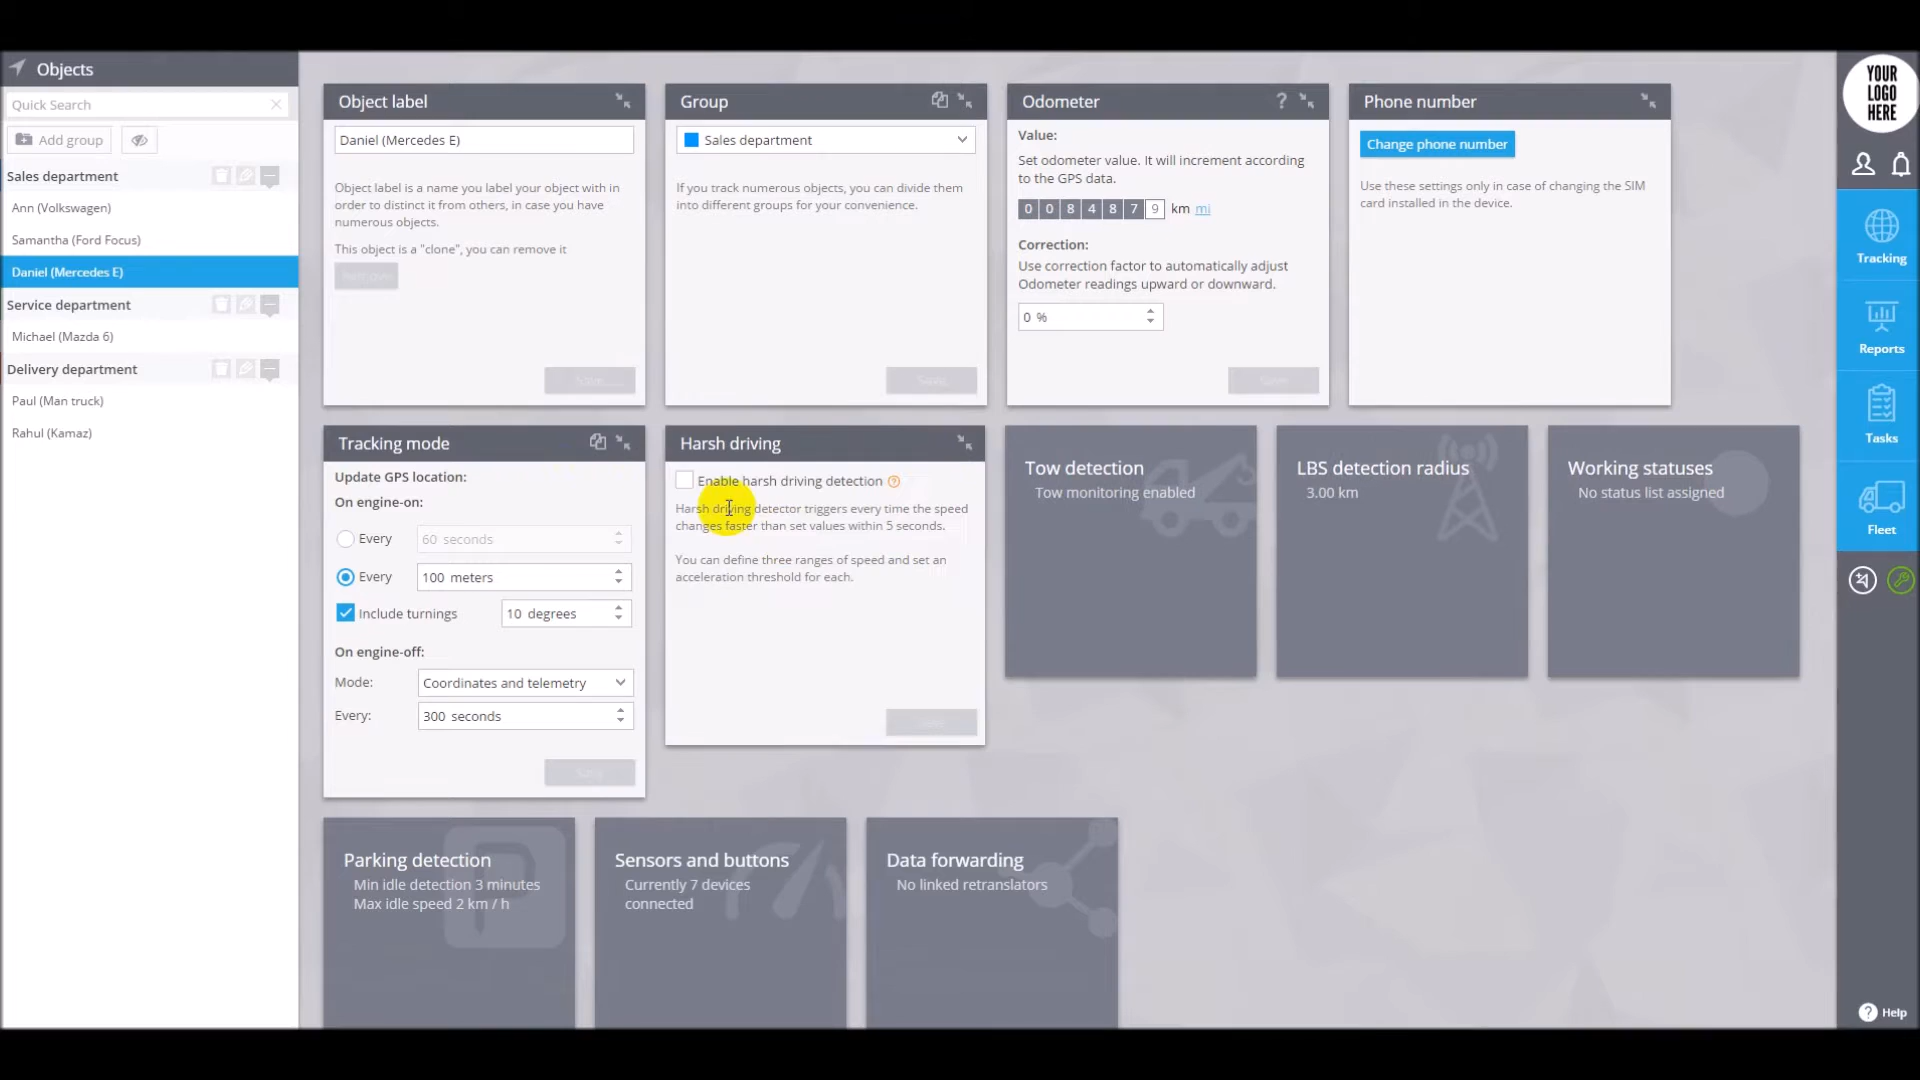 Objects
Quick Search
Add group
Sales department
Ann (Volkswagen)
Samantha (Ford Focus)
Daniel (Mercedes E)
Service department
Michael (Mazda 6)
Delivery department
Paul (Man truck)
Rahul (Kamaz)
Object label
Daniel (Mercedes E)
Object label is a name you label your object with in
order to distinct it from others, in case you have
numerous objects.
This object is a "clone", you can remove it
Remove
Save
Group
Sales department
If you track numerous objects, you can divide them
into different groups for your convenience.
Save
Odometer
?
Value:
Set odometer value. It will increment according
to the GPS data.
0 0 8 4 8 7 9 km mi
Correction:
Use correction factor to automatically adjust
Odometer readings upward or downward.
0 %
Save
Phone number
Change phone number
Use these settings only in case of changing the SIM
card installed in the device.
Tracking mode
Update GPS location:
On engine-on:
Every 60 seconds
Every 100 meters
Include turnings 10 degrees
On engine-off:
Mode: Coordinates and telemetry
Every: 300 seconds
Save
Harsh driving
Enable harsh driving detection ?
Harsh driving detector triggers every time the speed
changes faster than set values within 5 seconds.
You can define three ranges of speed and set an
acceleration threshold for each.
Save
Tow detection
Tow monitoring enabled
LBS detection radius
3.00 km
Working statuses
No status list assigned
Parking detection
Min idle detection 3 minutes
Max idle speed 2 km / h
P
Sensors and buttons
Currently 7 devices
connected
Data forwarding
No linked retranslators
YOUR
LOGO
HERE
Tracking
Reports
Tasks
Fleet
? Help